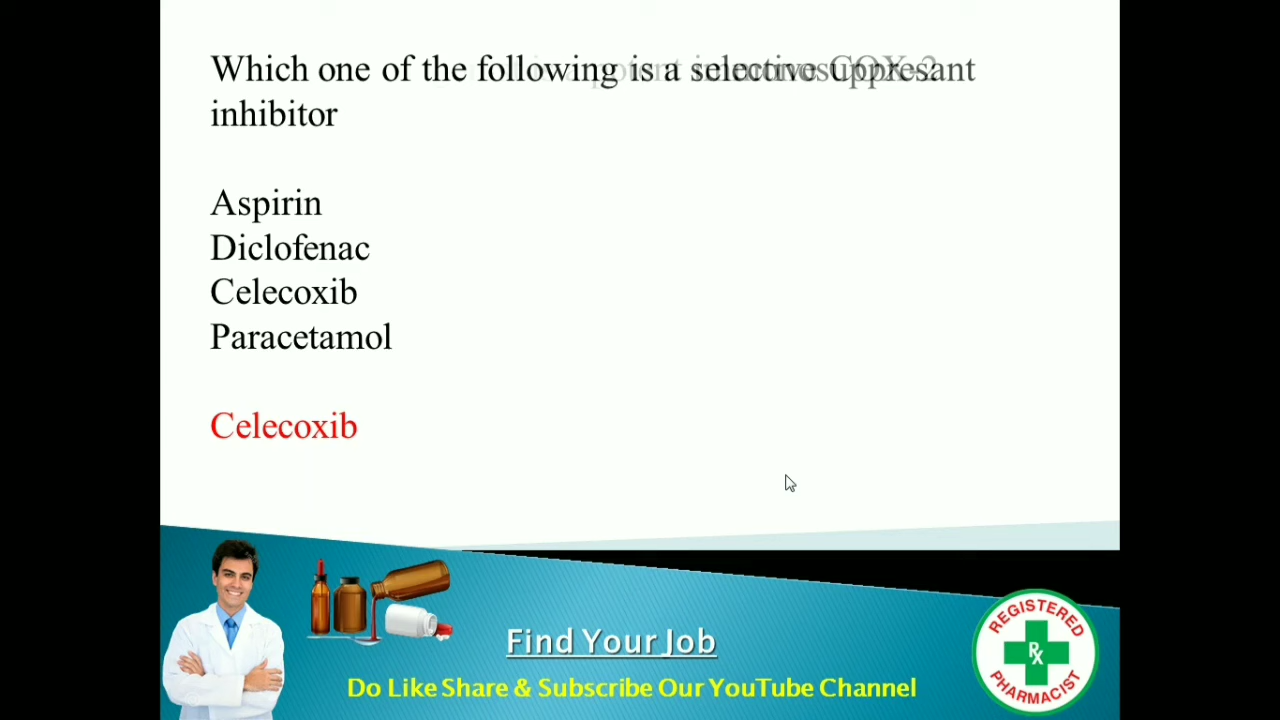 Which one of the following is a selective COX-2
inhibitor
Aspirin
Diclofenac
Celecoxib
Paracetamol
Celecoxib
Find Your Job
Do Like Share & Subscribe Our YouTube Channel
REGISTERED
Rx
PHARMACIST